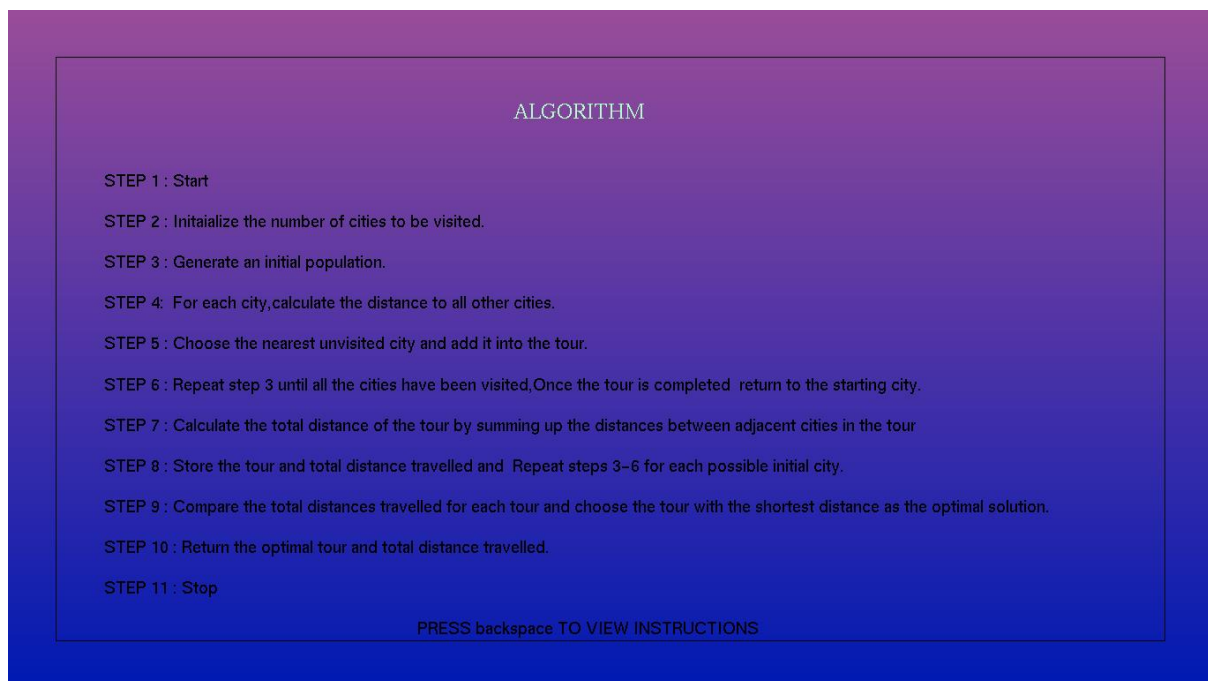 ALGORITHM
STEP 1 : Start
STEP 2 : Initaialize the number of cities to be visited.
STEP 3 : Generate an initial population.
STEP 4:  For each city,calculate the distance to all other cities.
STEP 5 : Choose the nearest unvisited city and add it into the tour.
STEP 6 : Repeat step 3 until all the cities have been visited,Once the tour is completed  return to the starting city.
STEP 7 : Calculate the total distance of the tour by summing up the distances between adjacent cities in the tour
STEP 8 : Store the tour and total distance travelled and  Repeat steps 3-6 for each possible initial city.
STEP 9 : Compare the total distances travelled for each tour and choose the tour with the shortest distance as the optimal solution.
STEP 10 : Return the optimal tour and total distance travelled.
STEP 11 : Stop
PRESS backspace TO VIEW INSTRUCTIONS